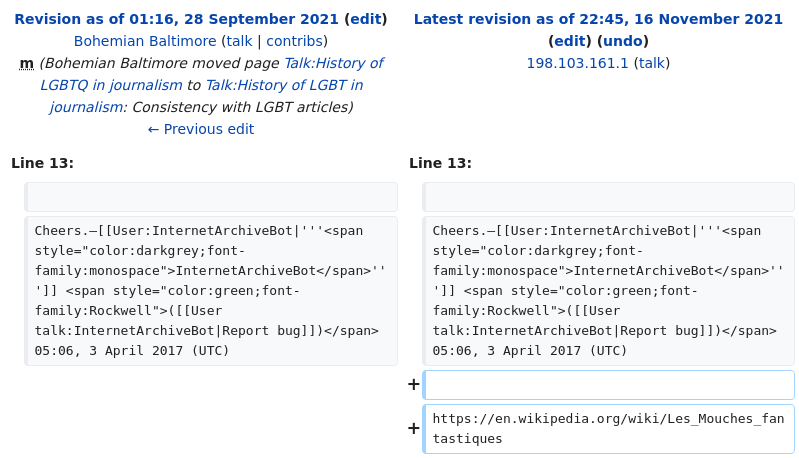 Revision as of 01:16, 28 September 2021 (edit)
Bohemian Baltimore (talk | contribs)
m (Bohemian Baltimore moved page Talk:History of
LGBTQ in journalism to Talk:History of LGBT in
journalism: Consistency with LGBT articles)
← Previous edit
Latest revision as of 22:45, 16 November 2021
(edit) (undo)
198.103.161.1 (talk)
Line 13:
Line 13:
Cheers.—[[User:InternetArchiveBot|'''<span
style="color:darkgrey;font-
family:monospace">InternetArchiveBot</span>''
']] <span style="color:green;font-
family:Rockwell">([[User
talk:InternetArchiveBot|Report bug]])</span>
05:06, 3 April 2017 (UTC)
Cheers.—[[User:InternetArchiveBot|'''<span
style="color:darkgrey;font-
family:monospace">InternetArchiveBot</span>''
']] <span style="color:green;font-
family:Rockwell">([[User
talk:InternetArchiveBot|Report bug]])</span>
05:06, 3 April 2017 (UTC)
+
+
https://en.wikipedia.org/wiki/Les_Mouches_fan
tastiques